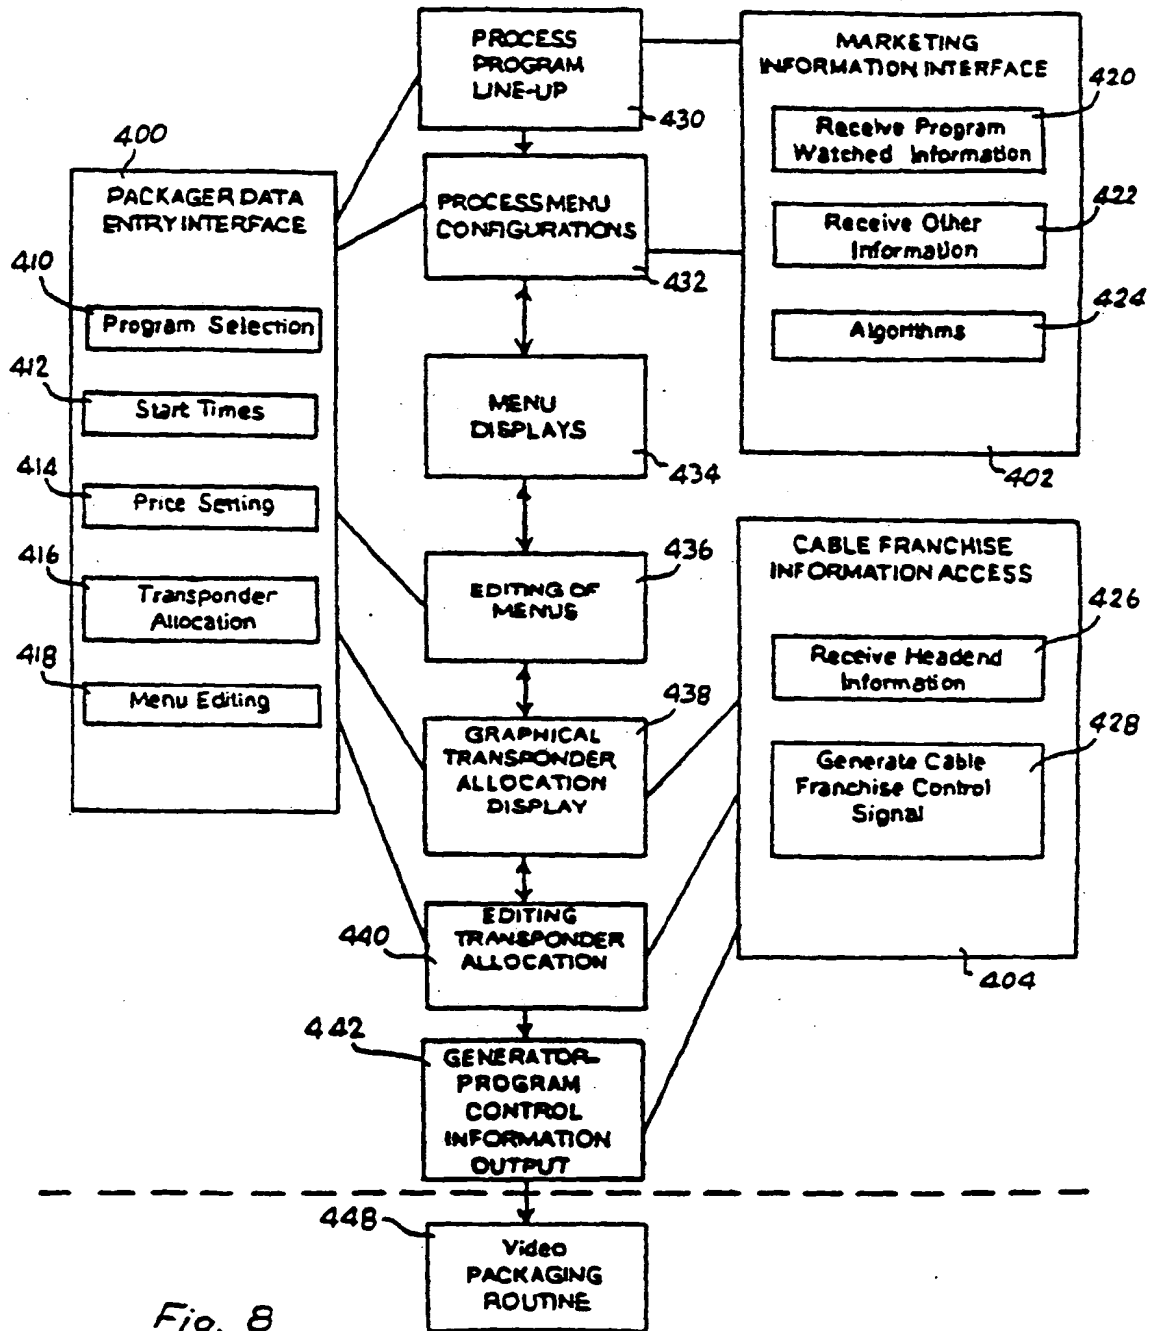 PROCESS
PROGRAM
LINE-UP
430
MARKETING
INFORMATION INTERFACE
420
Receive Program
Watched Information
422
Receive Other
Information
424
Algorithms
402
400
PACKAGER DATA
ENTRY INTERFACE
410
Program Selection
412
Start Times
414
Price Setting
416
Transponder
Allocation
418
Menu Editing
PROCESS MENU
CONFIGURATIONS
432
MENU
DISPLAYS
434
436
EDITING OF
MENUS
438
GRAPHICAL
TRANSPONDER
ALLOCATION
DISPLAY
440
EDITING
TRANSPONDER
ALLOCATION
442
GENERATOR-
PROGRAM
CONTROL
INFORMATION
OUTPUT
CABLE FRANCHISE
INFORMATION ACCESS
426
Receive Headend
Information
428
Generate Cable
Franchise Control
Signal
404
448
Video
PACKAGING
ROUTINE
Fig. 8